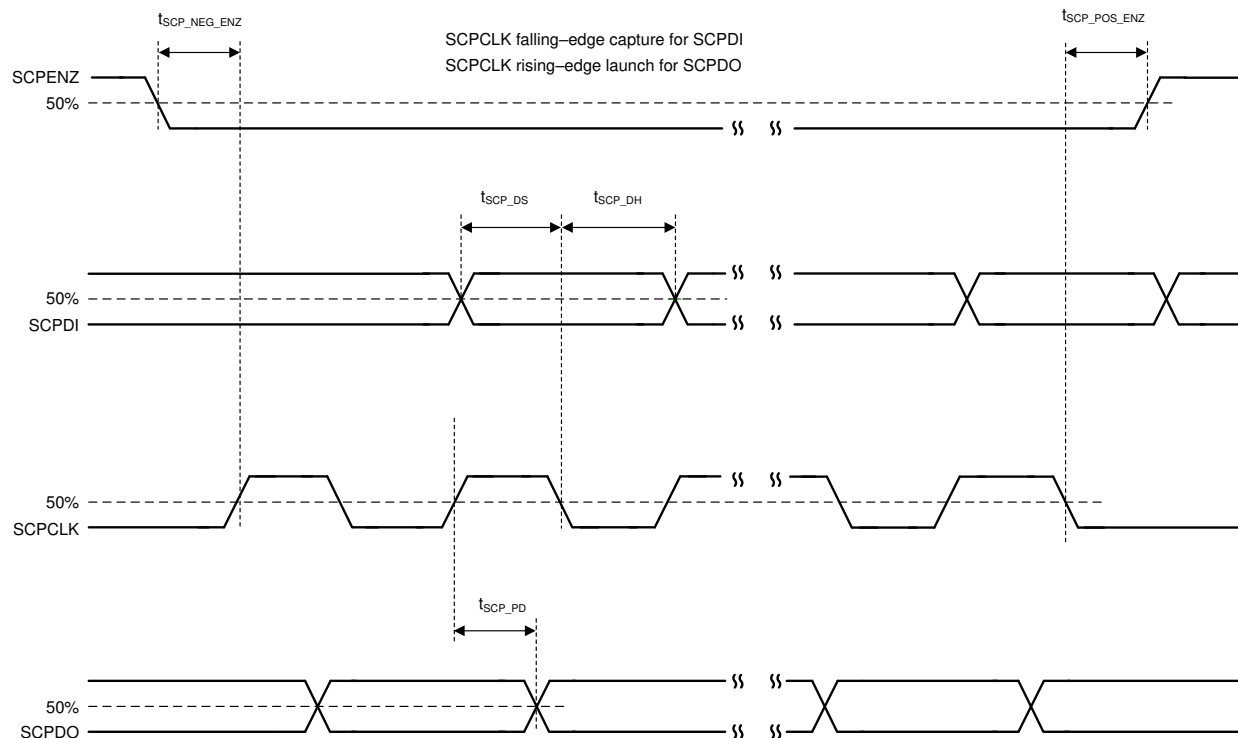 tSCP_NEG_ENZ
tSCP_POS_ENZ
SCPCLK falling–edge capture for SCPDI
SCPCLK rising–edge launch for SCPDO
SCPENZ
50%
tSCP_DS
tSCP_DH
50%
SCPDI
50%
SCPCLK
tSCP_PD
50%
SCPDO